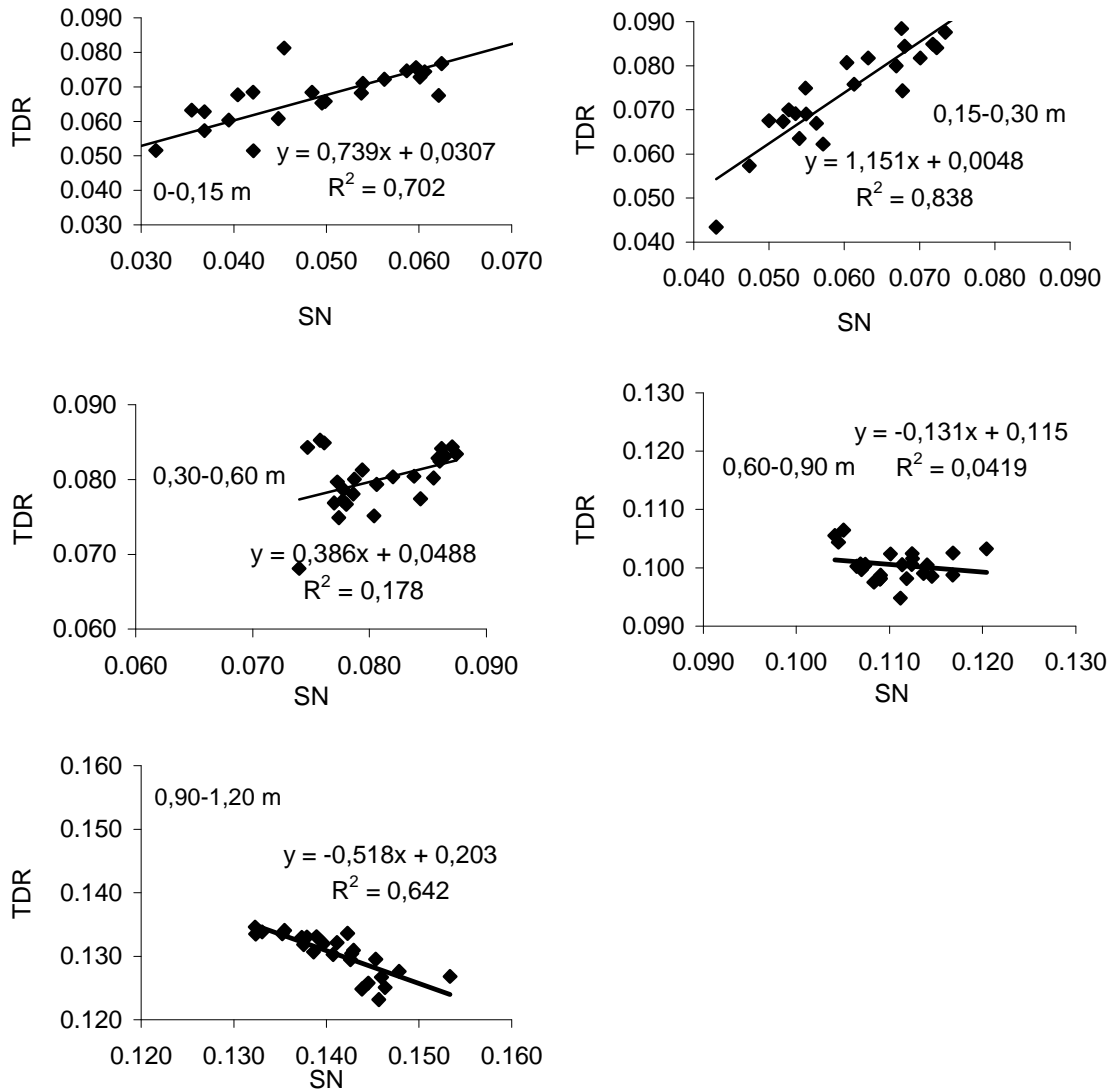 0.090
0.080
0.070
0.060
0.050
0.040
0.030
TDR
0-0,15 m
y = 0,739x + 0,0307
R² = 0,702
0.030 0.040 0.050 0.060 0.070
SN
0.090
0.080
0.070
0.060
0.050
0.040
TDR
0,15-0,30 m
y = 1,151x + 0,0048
R² = 0,838
0.040 0.050 0.060 0.070 0.080 0.090
SN
0.090
0.080
0.070
0.060
TDR
0,30-0,60 m
y = 0,386x + 0,0488
R² = 0,178
0.060 0.070 0.080 0.090
SN
0.130
0.120
0.110
0.100
0.090
TDR
y = -0,131x + 0,115
0,60-0,90 m
R² = 0,0419
0.090 0.100 0.110 0.120 0.130
SN
0.160
0.150
0.140
0.130
0.120
TDR
0,90-1,20 m
y = -0,518x + 0,203
R² = 0,642
0.120 0.130 0.140 0.150 0.160
SN